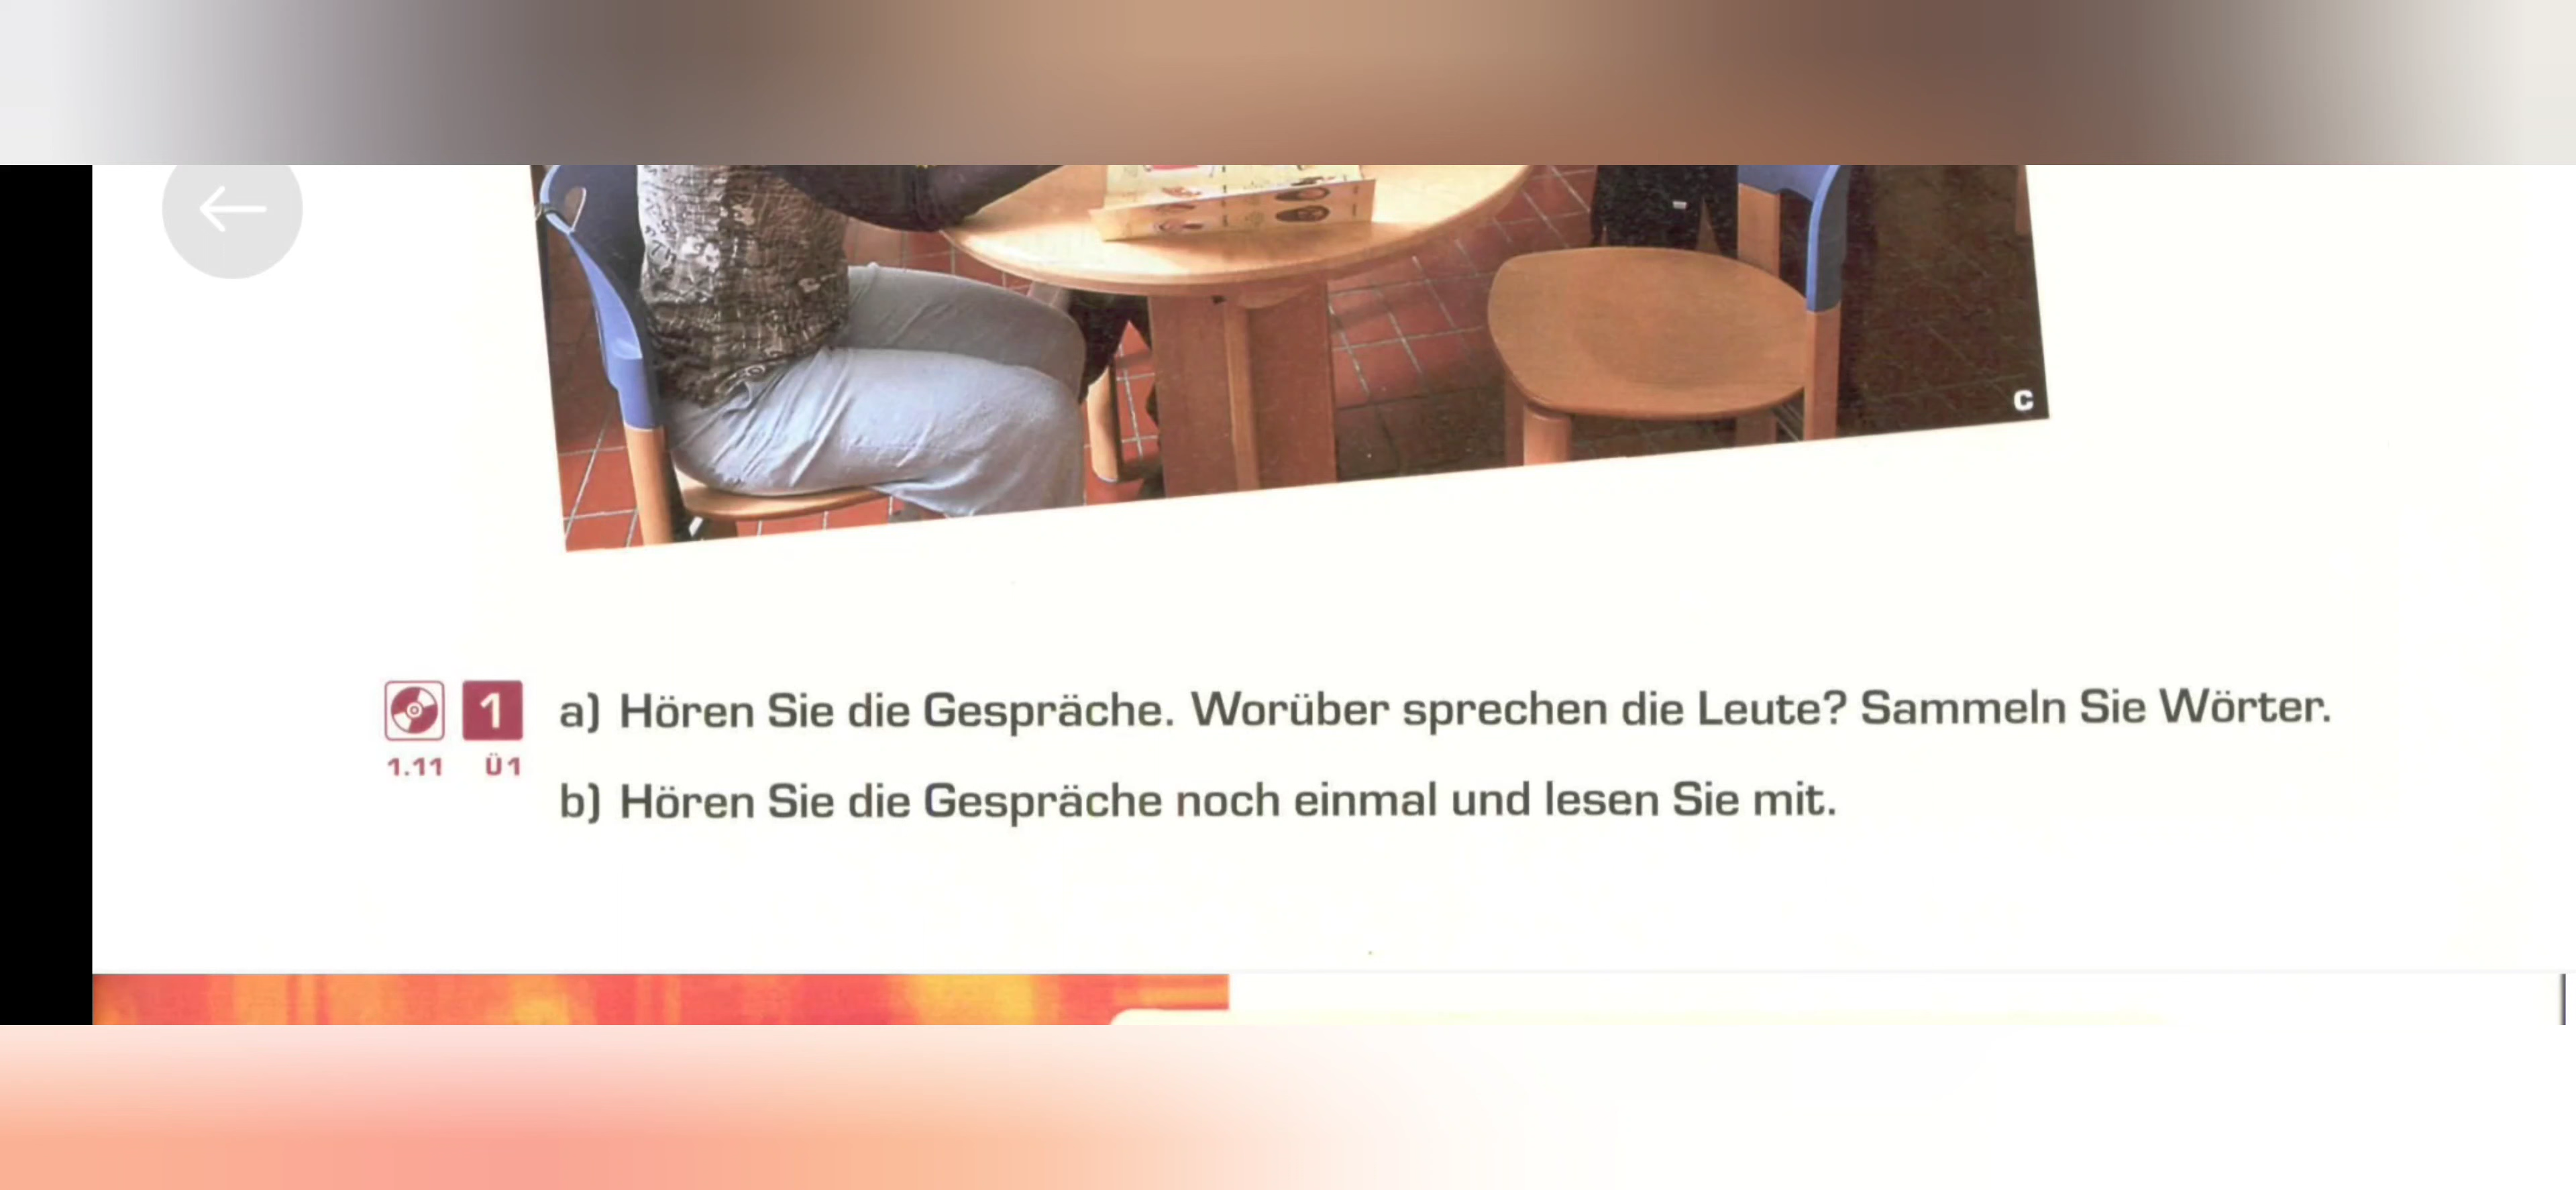 C
1 a) Hören Sie die Gespräche. Worüber sprechen die Leute? Sammeln Sie Wörter.
1.11 Ü1
b) Hören Sie die Gespräche noch einmal und lesen Sie mit.